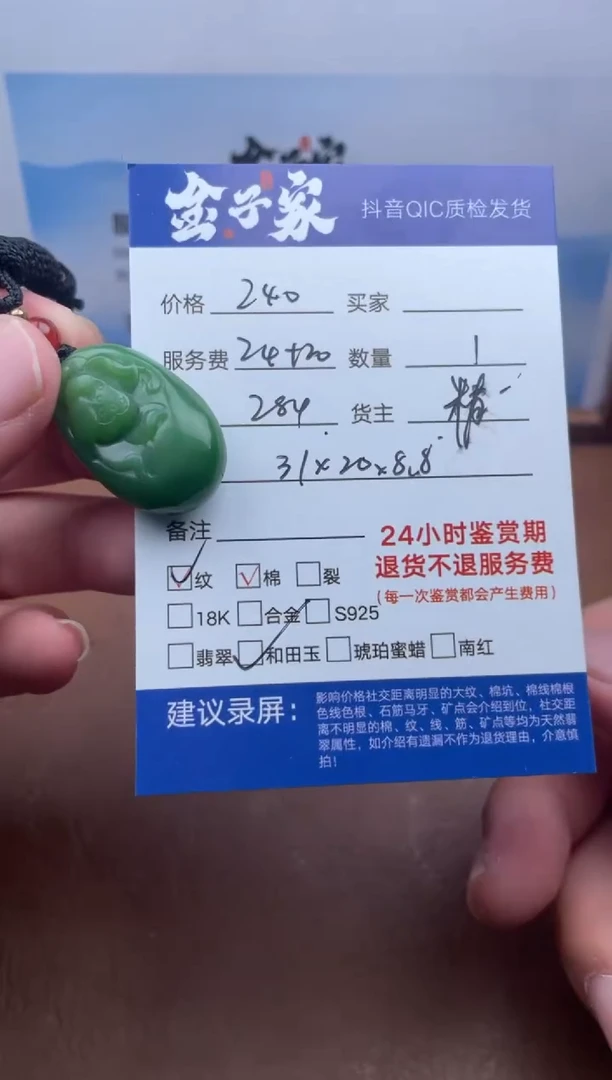 金子家 抖音QIC质检发货
价格 240 买家
服务费 24+20 数量 1
284 货主
31×20×8.8
备注
24小时鉴赏期
退货不退服务费
(每一次鉴赏都会产生费用)
纹 棉 裂
18K 合金 S925
翡翠 和田玉 琥珀蜜蜡 南红
建议录屏:
影响价格社交距离明显的大纹、棉坑、棉线棉根
色线色根、石筋马牙、矿点会介绍到位,社交距
离不明显的棉、纹、线、筋、矿点等均为天然翡
翠属性,如介绍有遗漏不作为退货理由,介意慎
拍!